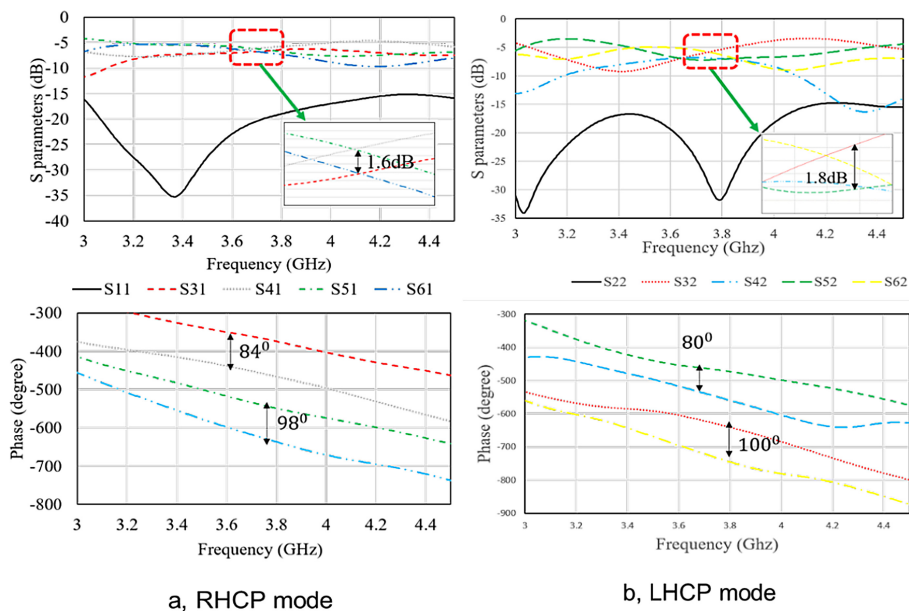 -5
-10
-15
-20
-25
-30
-35
-40
S parameters (dB)
1.6dB
3 3.2 3.4 3.6 3.8 4 4.2 4.4
Frequency (GHz)
S11 S31 S41 S51 S61
0
-5
-10
-15
-20
-25
-30
-35
S parameters (dB)
1.8dB
3 3.2 3.4 3.6 3.8 4 4.2 4.4
Frequency (GHz)
S22 S32 S42 S52 S62
-300
-400
-500
-600
-700
-800
Phase (degree)
84⁰
98⁰
3 3.2 3.4 3.6 3.8 4 4.2 4.4
Frequency (GHz)
-300
-400
-500
-600
-700
-800
-900
Phase (degree)
80⁰
100⁰
3 3.2 3.4 3.6 3.8 4 4.2 4.4
Frequency (GHz)
a, RHCP mode
b, LHCP mode